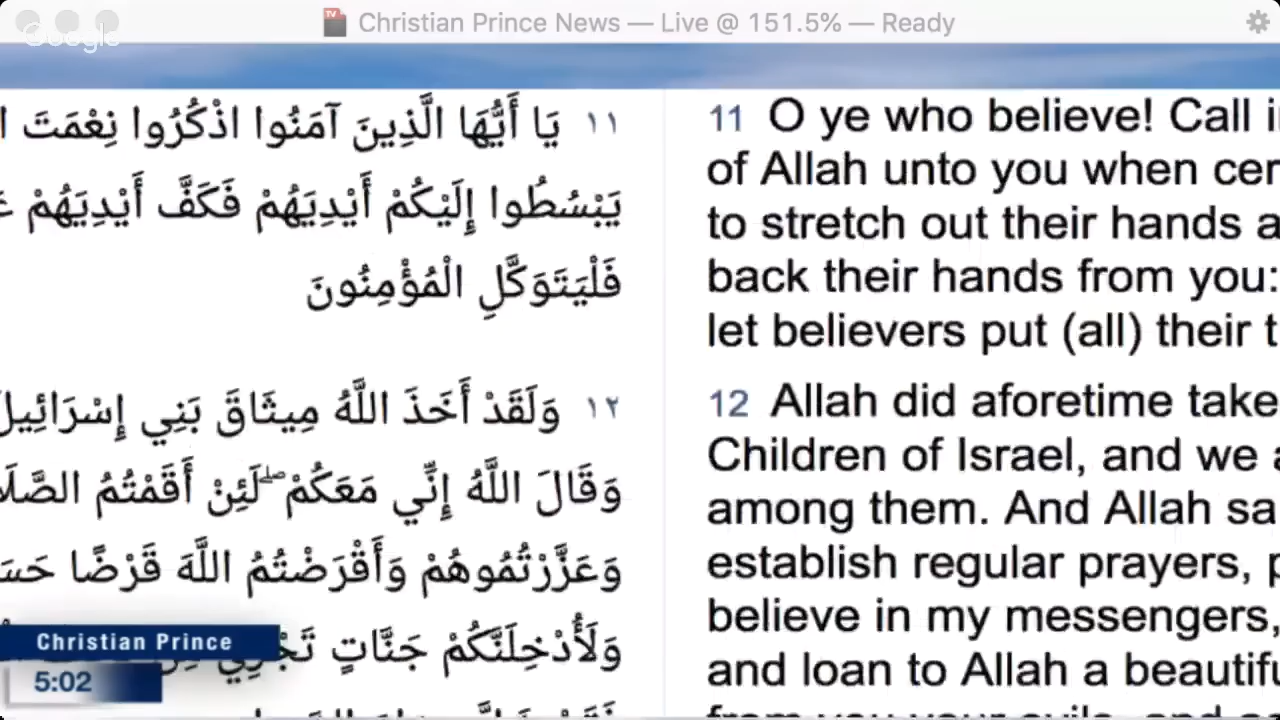 Google
Christian Prince News — Live @ 151.5% — Ready
١١ يَا أَيُّهَا الَّذِينَ آمَنُوا اذْكُرُوا نِعْمَتَ
يَبْسُطُوا إِلَيْكُمْ أَيْدِيَهُمْ فَكَفَّ أَيْدِيَهُمْ
فَلْيَتَوَكَّلِ الْمُؤْمِنُونَ
١٢ وَلَقَدْ أَخَذَ اللَّهُ مِيثَاقَ بَنِي إِسْرَائِيلَ
وَقَالَ اللَّهُ إِنِّي مَعَكُمْ ۖ لَئِنْ أَقَمْتُمُ
وَعَزَّرْتُمُوهُمْ وَأَقْرَضْتُمُ اللَّهَ قَرْضًا
وَلَأُدْخِلَنَّكُمْ جَنَّاتٍ
11 O ye who believe! Call i
of Allah unto you when cer
to stretch out their hands a
back their hands from you:
let believers put (all) their t
12 Allah did aforetime take
Children of Israel, and we a
among them. And Allah sa
establish regular prayers, p
believe in my messengers,
and loan to Allah a beautifu
Christian Prince
5:02